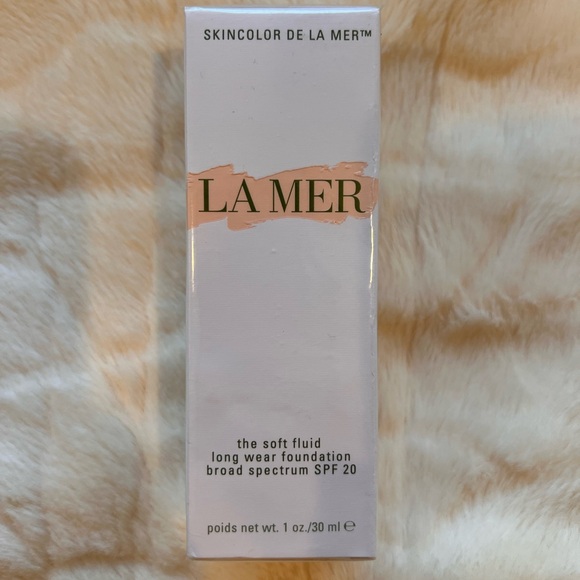 SKINCOLOR DE LA MER™
LA MER
the soft fluid
long wear foundation
broad spectrum SPF 20
poids net wt. 1 oz./30 ml ℮